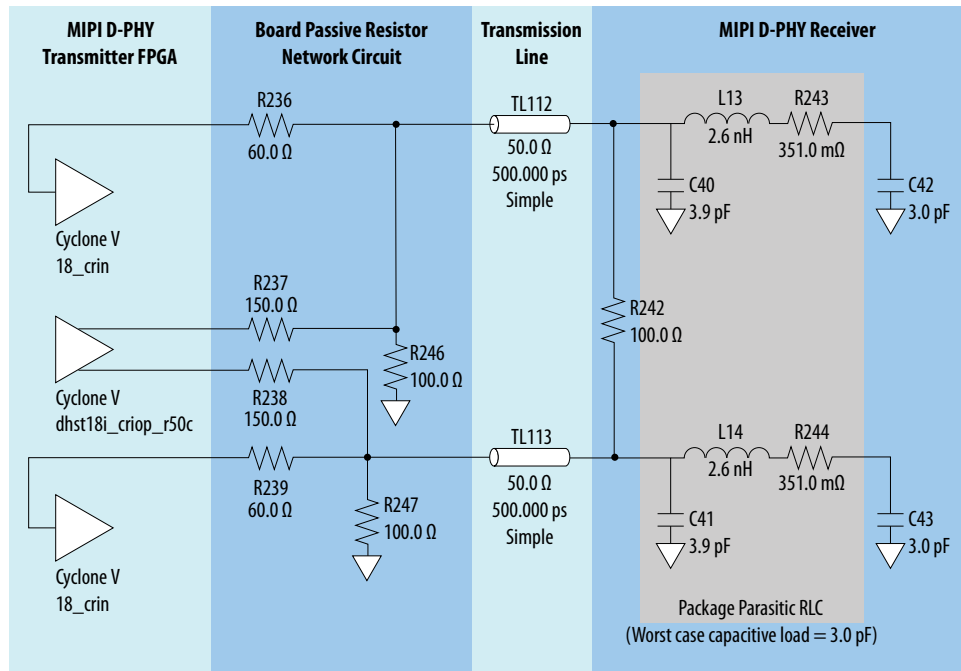 MIPI D-PHY
Transmitter FPGA
Board Passive Resistor
Network Circuit
Transmission
Line
MIPI D-PHY Receiver
R236
60.0 Ω
TL112
50.0 Ω
500.000 ps
Simple
L13
2.6 nH
R243
351.0 mΩ
C40
3.9 pF
C42
3.0 pF
Cyclone V
18_crin
R237
150.0 Ω
R246
100.0 Ω
R242
100.0 Ω
Cyclone V
dhst18i_criop_r50c
R238
150.0 Ω
R239
60.0 Ω
R247
100.0 Ω
TL113
50.0 Ω
500.000 ps
Simple
L14
2.6 nH
R244
351.0 mΩ
C41
3.9 pF
C43
3.0 pF
Cyclone V
18_crin
Package Parasitic RLC
(Worst case capacitive load = 3.0 pF)